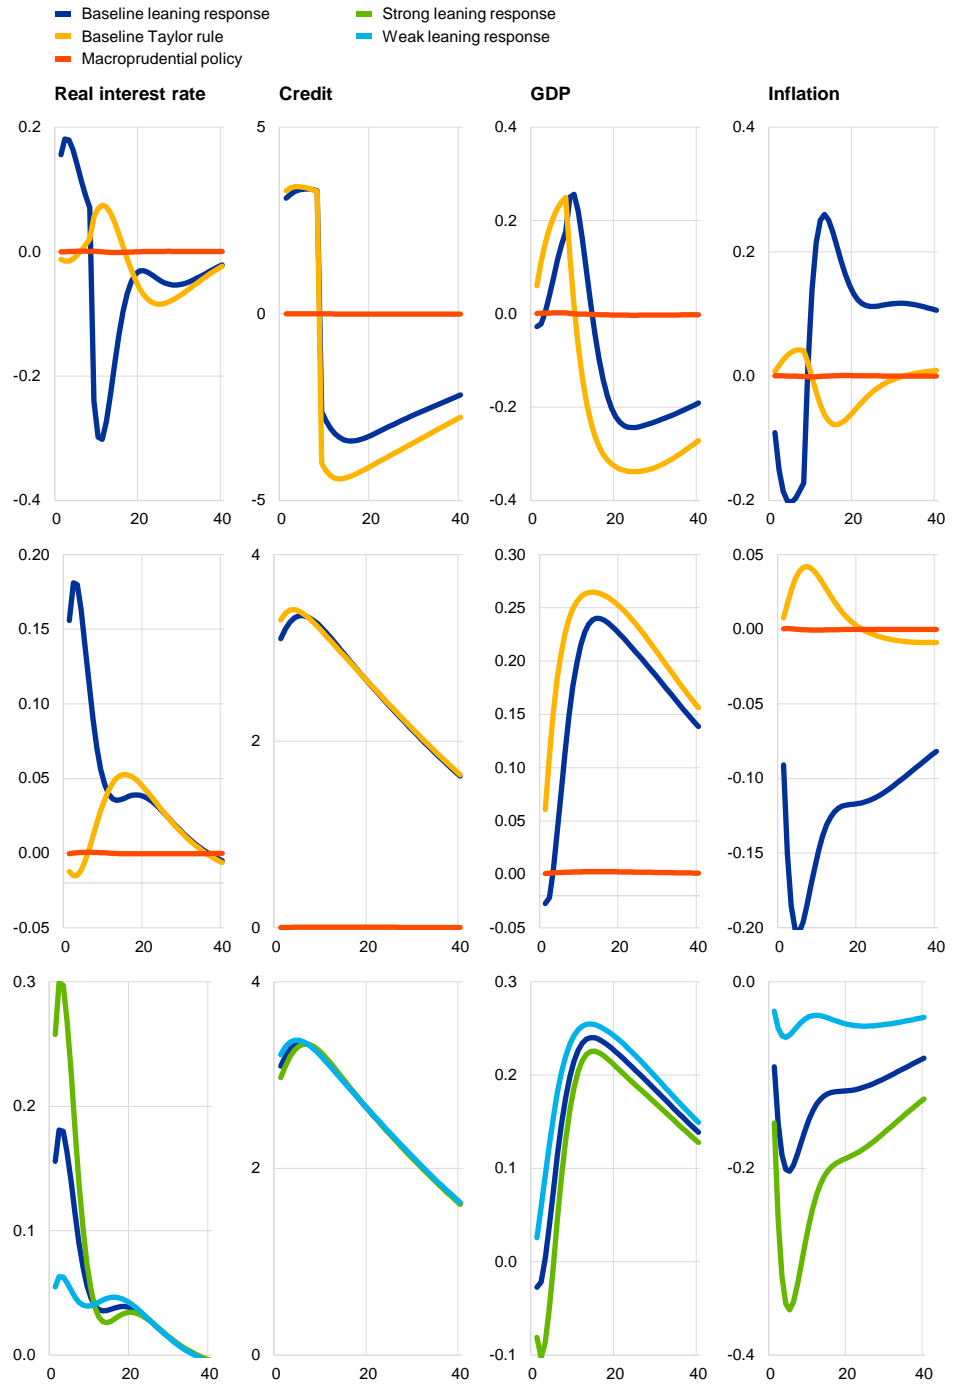 Baseline leaning response
Strong leaning response
Baseline Taylor rule
Weak leaning response
Macroprudential policy
Real interest rate
Credit
GDP
Inflation
0.2
0.0
-0.2
-0.4
0 20 40
5
0
-5
0 20 40
0.4
0.2
0.0
-0.2
-0.4
0 20 40
0.4
0.2
0.0
-0.2
0 20 40
0.20
0.15
0.10
0.05
0.00
-0.05
0 20 40
4
2
0
0 20 40
0.30
0.25
0.20
0.15
0.10
0.05
0.00
-0.05
0 20 40
0.05
0.00
-0.05
-0.10
-0.15
-0.20
0 20 40
0.3
0.2
0.1
0.0
0 20 40
4
2
0
0 20 40
0.3
0.2
0.1
0.0
-0.1
0 20 40
0.0
-0.2
-0.4
0 20 40